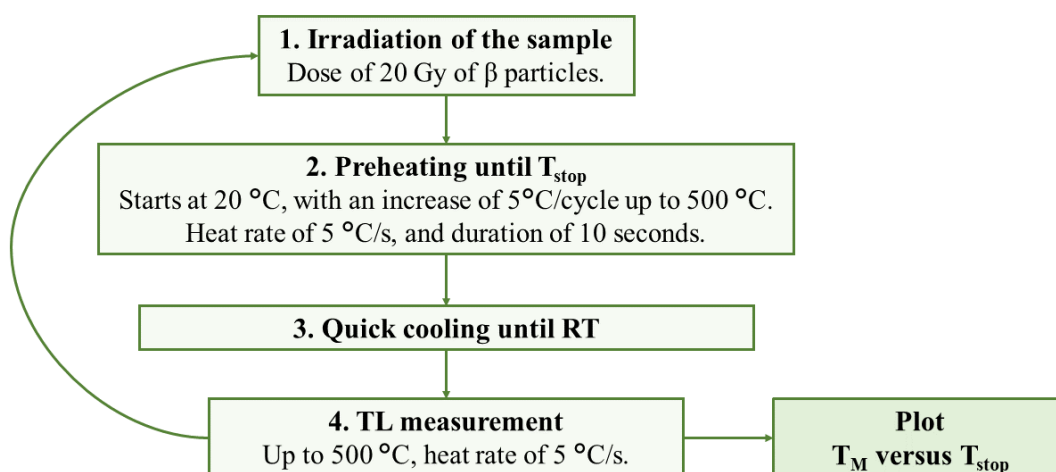 1. Irradiation of the sample
Dose of 20 Gy of β particles.
2. Preheating until Tstop
Starts at 20 °C, with an increase of 5°C/cycle up to 500 °C.
Heat rate of 5 °C/s, and duration of 10 seconds.
3. Quick cooling until RT
4. TL measurement
Up to 500 °C, heat rate of 5 °C/s.
Plot
TM versus Tstop